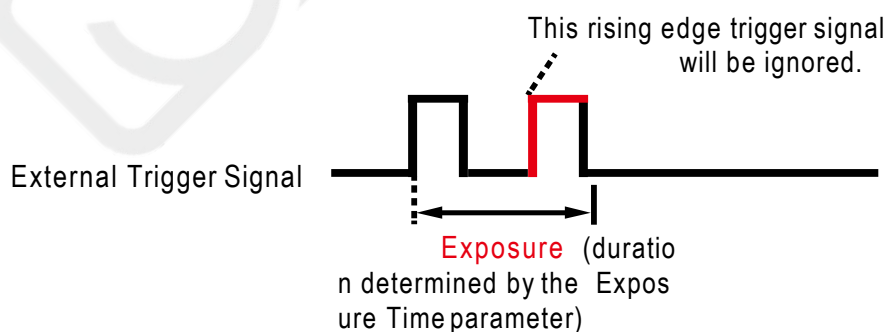 This rising edge trigger signal
will be ignored.
External Trigger Signal
Exposure (duratio
n determined by the Expos
ure Time parameter)